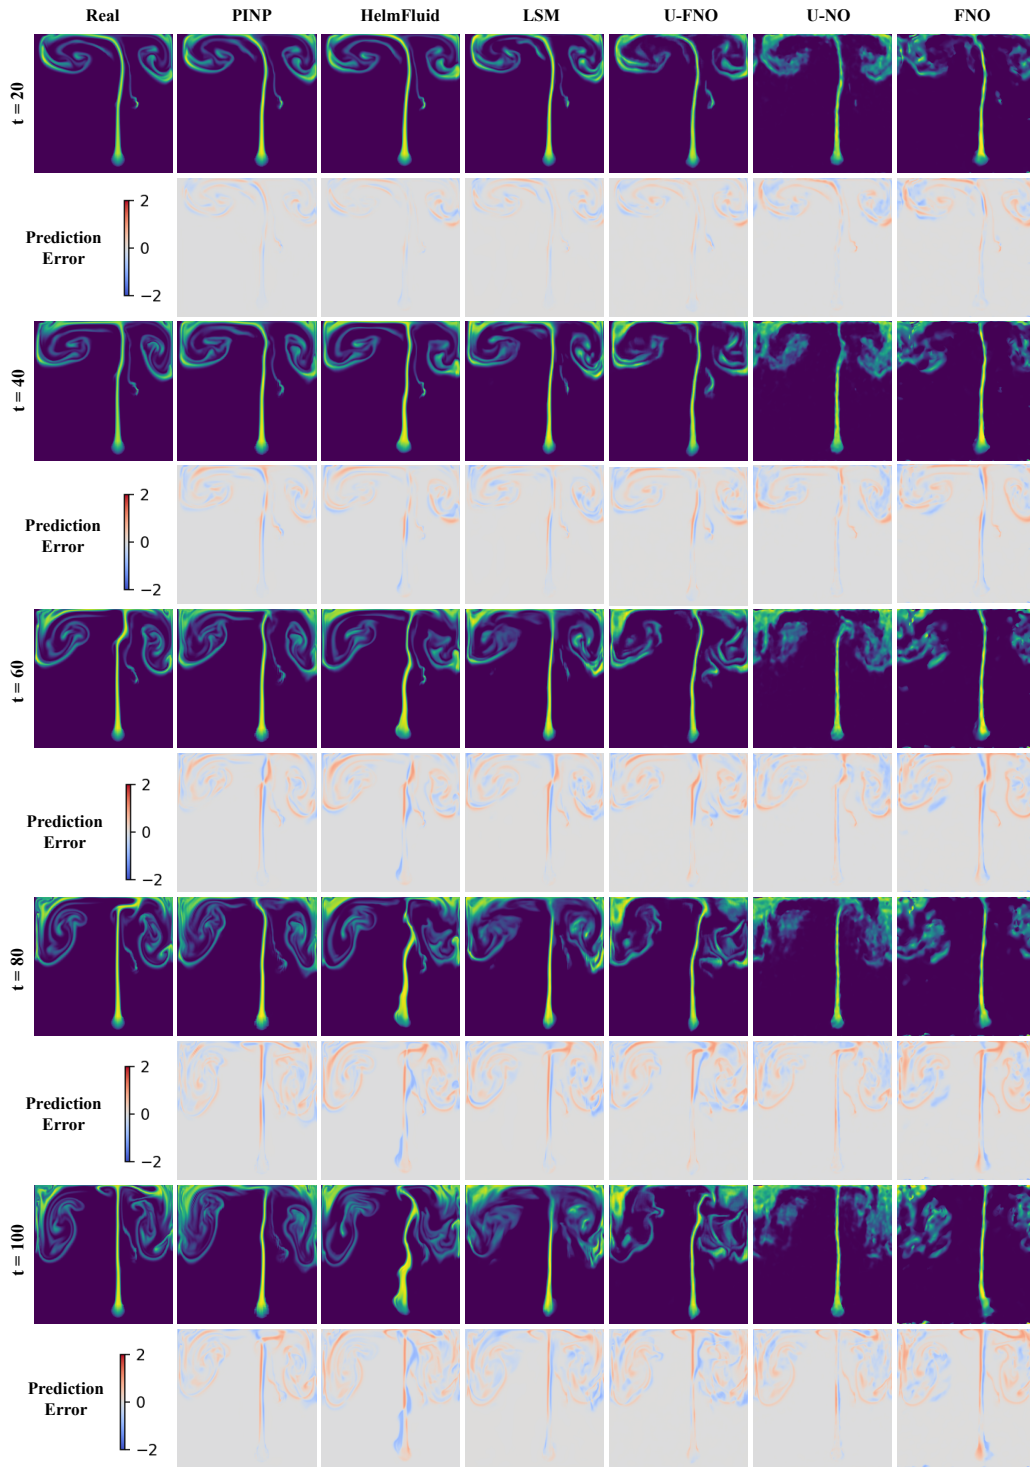 Real PINP HelmFluid LSM U-FNO U-NO FNO
t = 20
Prediction Error
2
0
−2
t = 40
Prediction Error
2
0
−2
t = 60
Prediction Error
2
0
−2
t = 80
Prediction Error
2
0
−2
t = 100
Prediction Error
2
0
−2